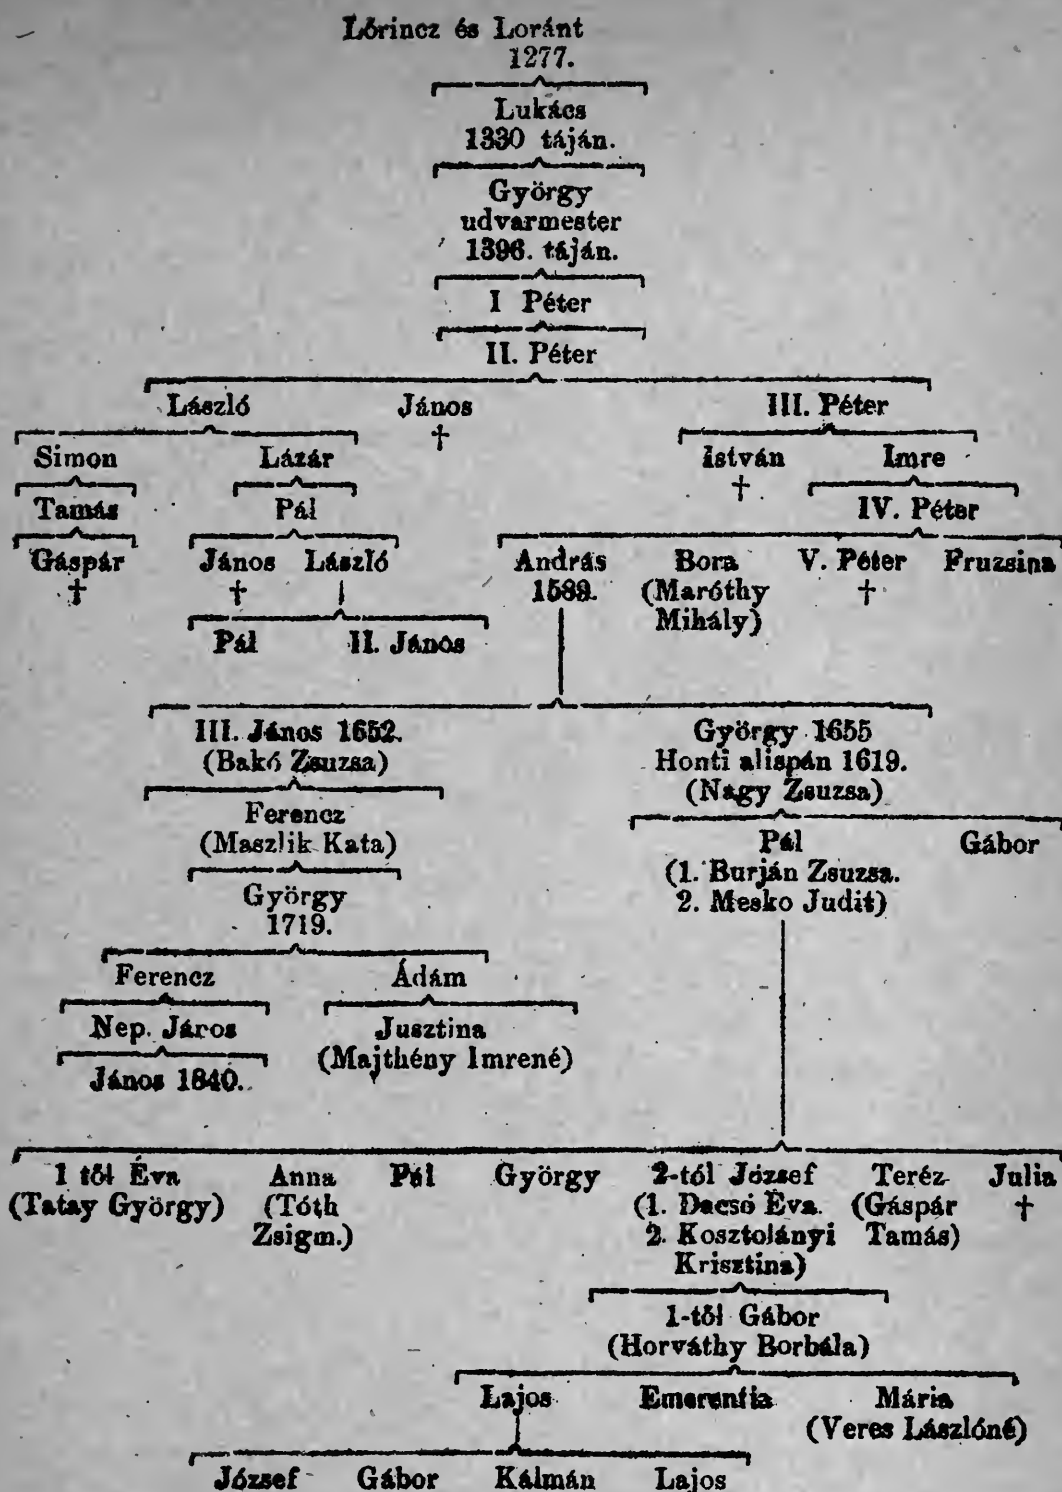 Lőrincz és Loránt
1277.
Lukács
1330 táján.
György
udvarmester
1396. táján.
I Péter
II. Péter
László János III. Péter
†
Simon Lázár István Imre
†
Tamás Pál IV. Péter
Gáspár János László András Bora V. Péter Fruzsina
† † 1589. (Maróthy †
Mihály)
Pál II. János
III. János 1652. György 1655
(Bakó Zsuzsa) Honti alispán 1619.
(Nagy Zsuzsa)
Ferencz Pál Gábor
(Maszlik Kata) (1. Burján Zsuzsa.
György 2. Mesko Judit)
1719.
Ferencz Ádám
Nep. János Jusztina
(Majthény Imrené)
János 1840.
1 től Éva Anna Pál György 2-tól József Teréz Julia
(Tatay György) (Tóth (1. Dacsó Éva. (Gáspár †
Zsigm.) 2. Kosztolányi Tamás)
Krisztina)
1-től Gábor
(Horváthy Borbála)
Lajos Emerentia Mária
(Veres Lászlóné)
József Gábor Kálmán Lajos